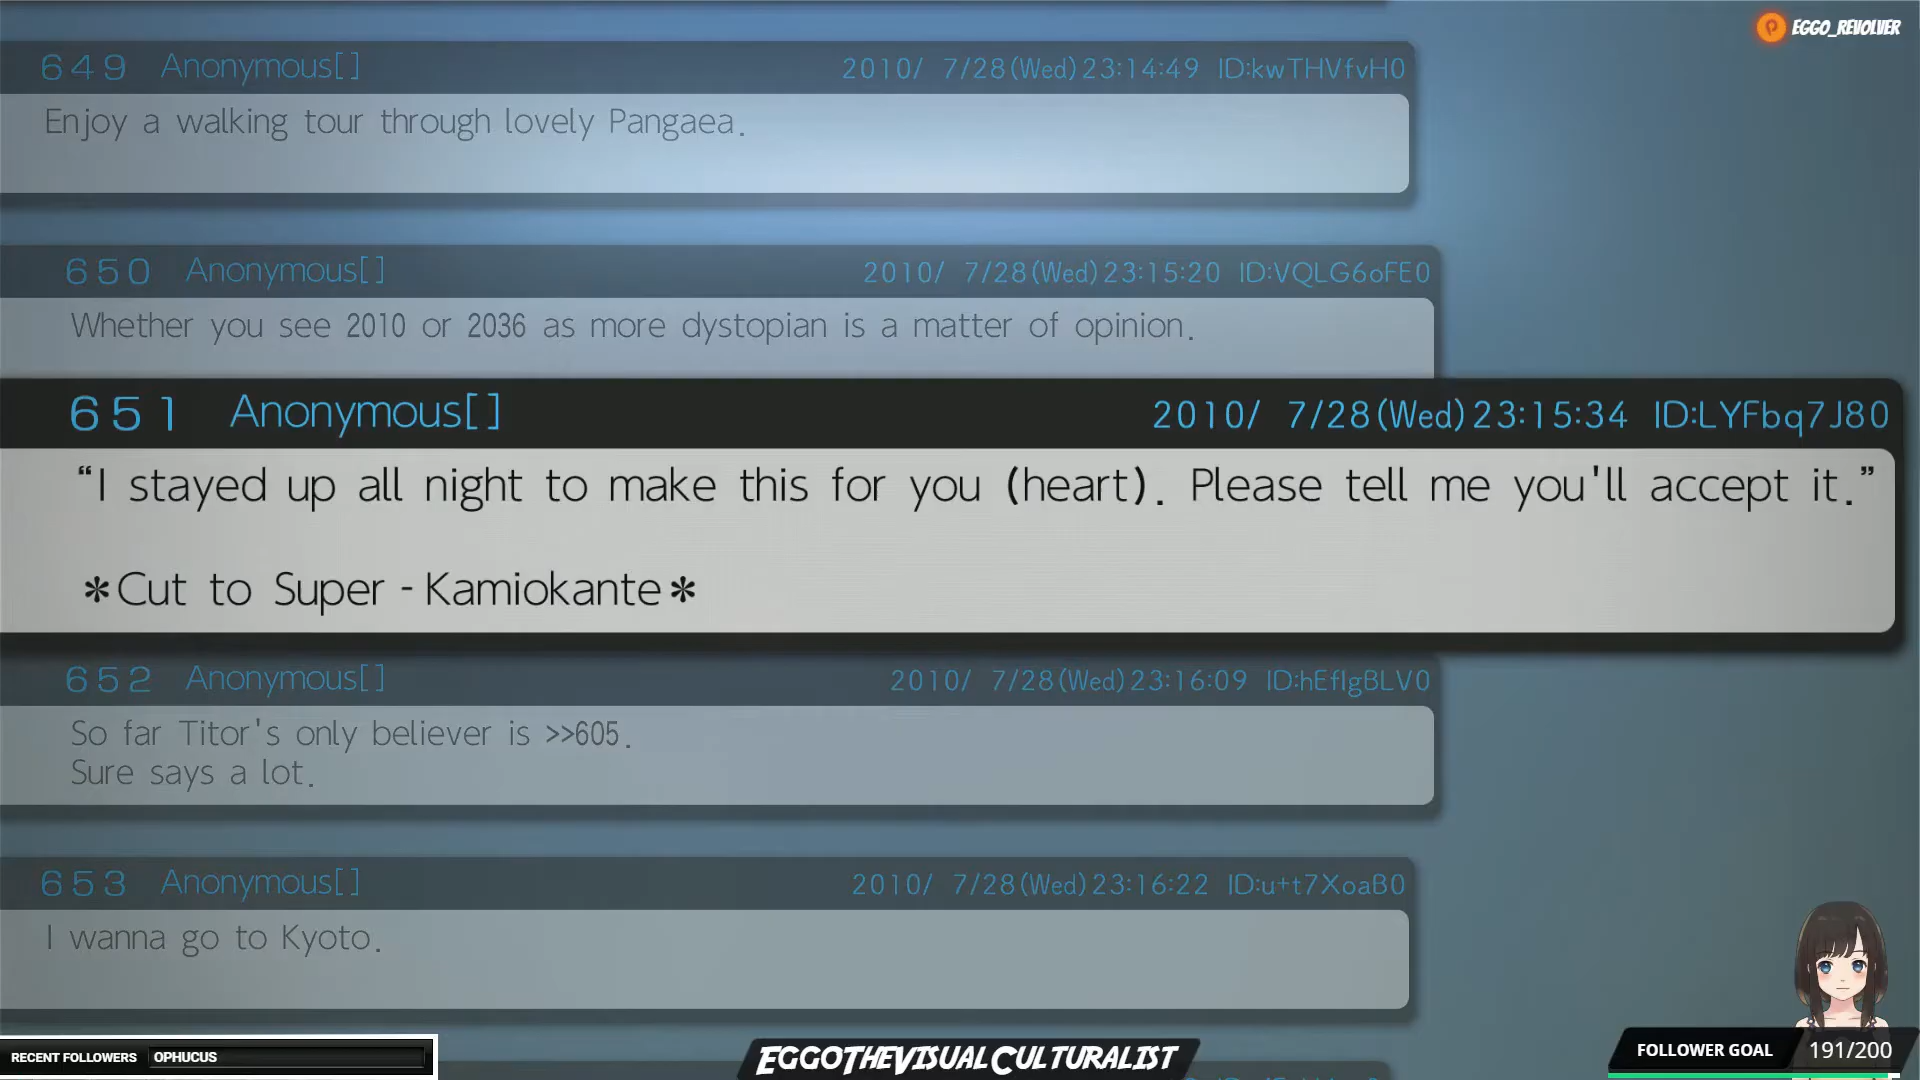 EGGO_REVOLVER
649 Anonymous[] 2010/ 7/28(Wed)23:14:49 ID:kwTHVfvH0
Enjoy a walking tour through lovely Pangaea.
650 Anonymous[] 2010/ 7/28(Wed)23:15:20 ID:VQLG6oFE0
Whether you see 2010 or 2036 as more dystopian is a matter of opinion.
651 Anonymous[] 2010/ 7/28(Wed)23:15:34 ID:LYFbq7J80
“I stayed up all night to make this for you (heart). Please tell me you'll accept it.”
*Cut to Super-Kamiokante*
652 Anonymous[] 2010/ 7/28(Wed)23:16:09 ID:hEflgBLV0
So far Titor's only believer is >>605.
Sure says a lot.
653 Anonymous[] 2010/ 7/28(Wed)23:16:22 ID:u+t7XoaB0
I wanna go to Kyoto.
RECENT FOLLOWERS OPHUCUS
EGGOTHEVISUALCULTURALIST
FOLLOWER GOAL 191/200